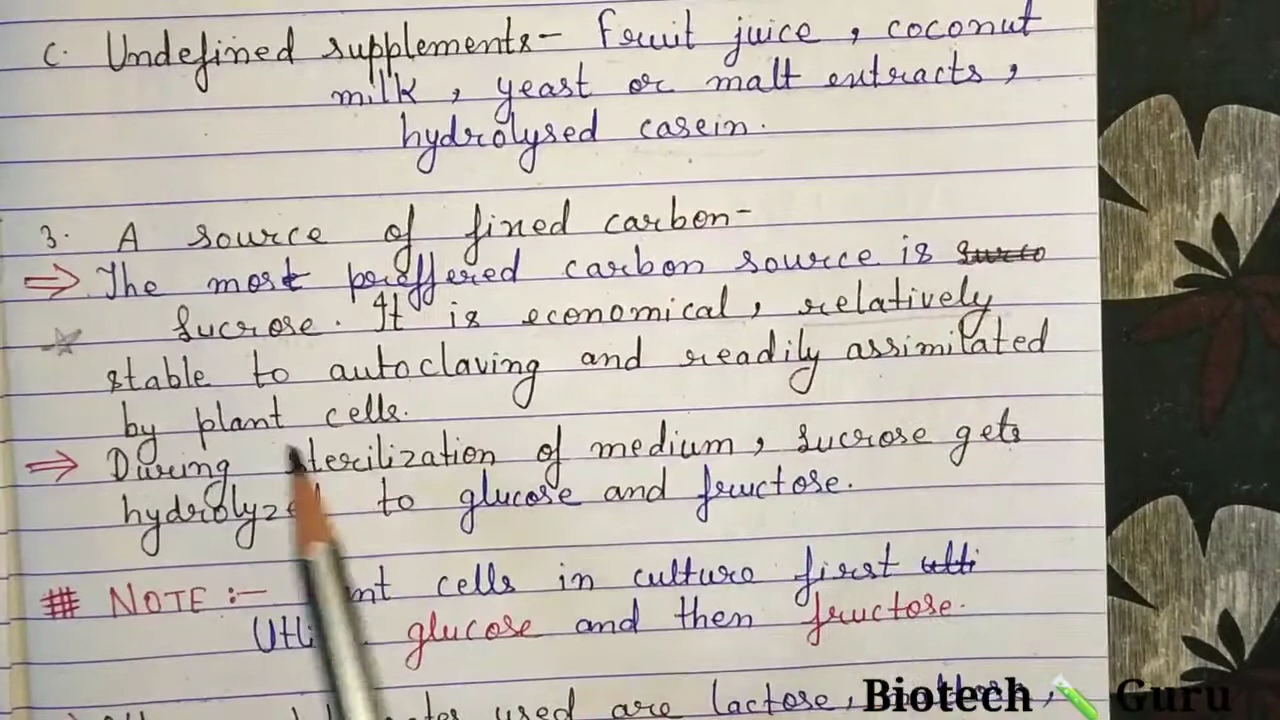 C. Undefined supplements- fruit juice, coconut
milk, yeast or malt extracts,
hydrolysed casein.
3. A source of fixed carbon-
⇒ The most preffered carbon source is
Sucrose. It is economical, relatively
stable to autoclaving and readily assimilated
by plant cells.
⇒ During sterilization of medium, sucrose gets
hydrolyzed to glucose and fructose.
# NOTE:- cells in culture first
glucose and then fructose.
used are lactose,
Biotech Guru